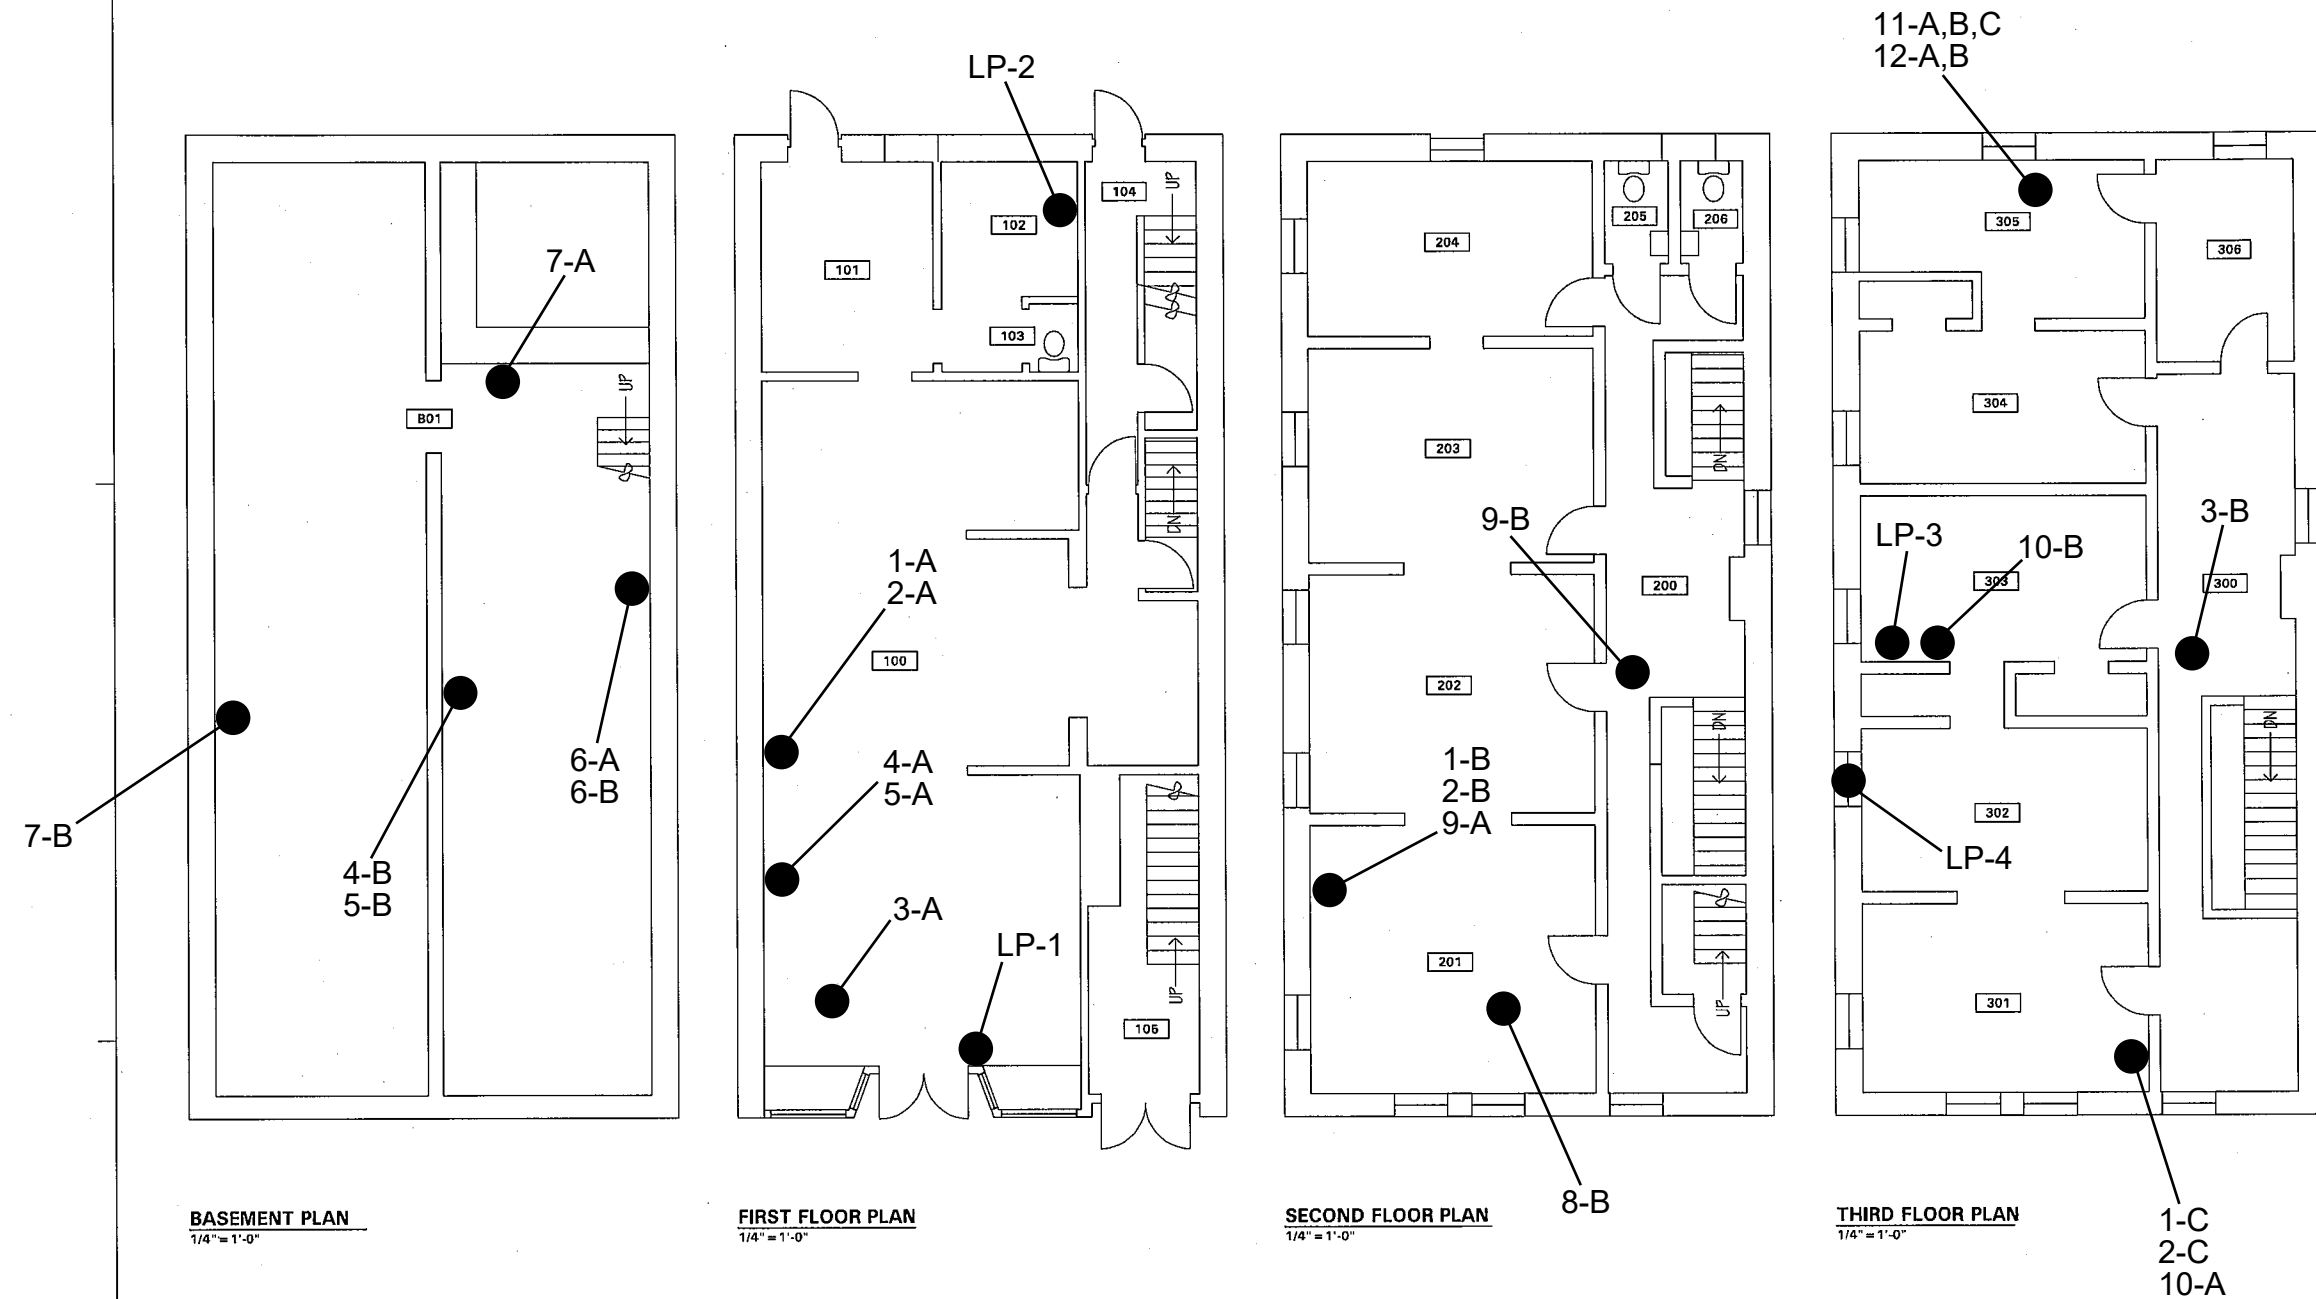 11-A,B,C
12-A,B
LP-2
104
UP
102
101
103
7-A
UP
B01
205
206
204
305
306
203
304
DN
DN
9-B
LP-3
10-B
3-B
1-A
2-A
200
303
300
100
202
6-A
6-B
4-A
5-A
1-B
2-B
9-A
DN
DN
7-B
4-B
5-B
302
LP-4
3-A
LP-1
201
UP
UP
301
105
8-B
BASEMENT PLAN
1/4" = 1'-0"
FIRST FLOOR PLAN
1/4" = 1'-0"
SECOND FLOOR PLAN
1/4" = 1'-0"
THIRD FLOOR PLAN
1/4" = 1'-0"
1-C
2-C
10-A